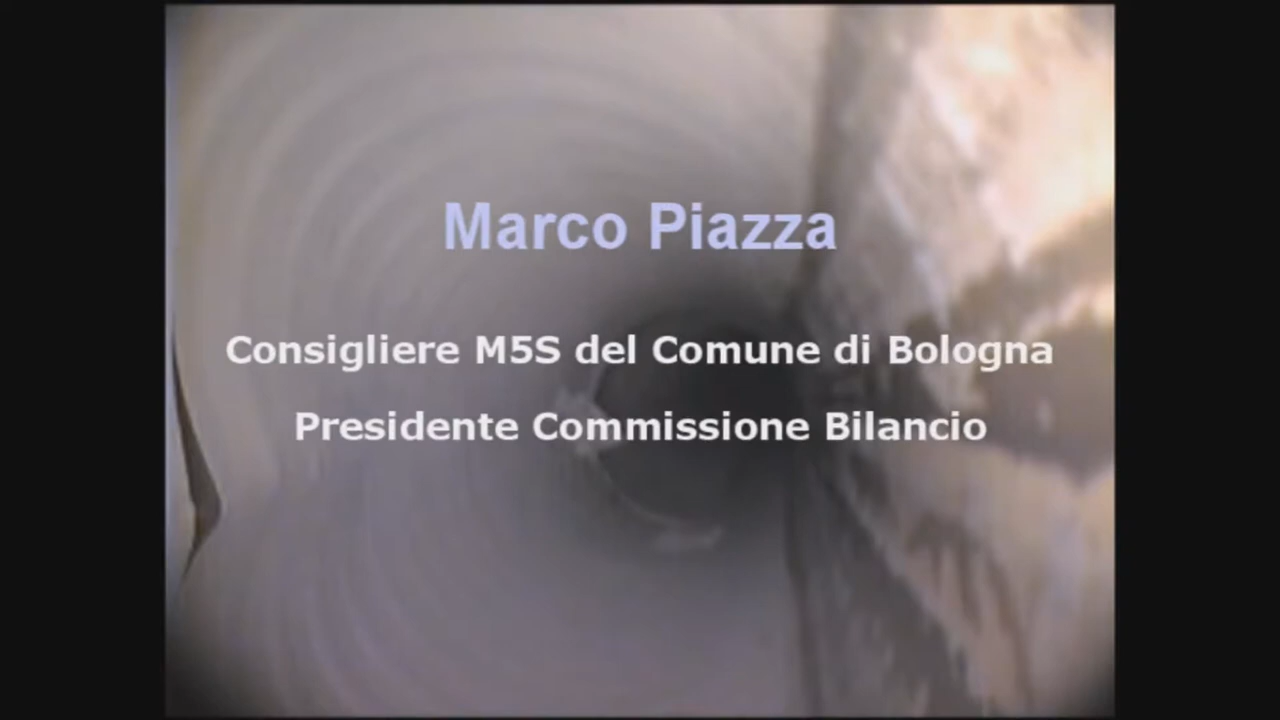 Marco Piazza
Consigliere M5S del Comune di Bologna
Presidente Commissione Bilancio